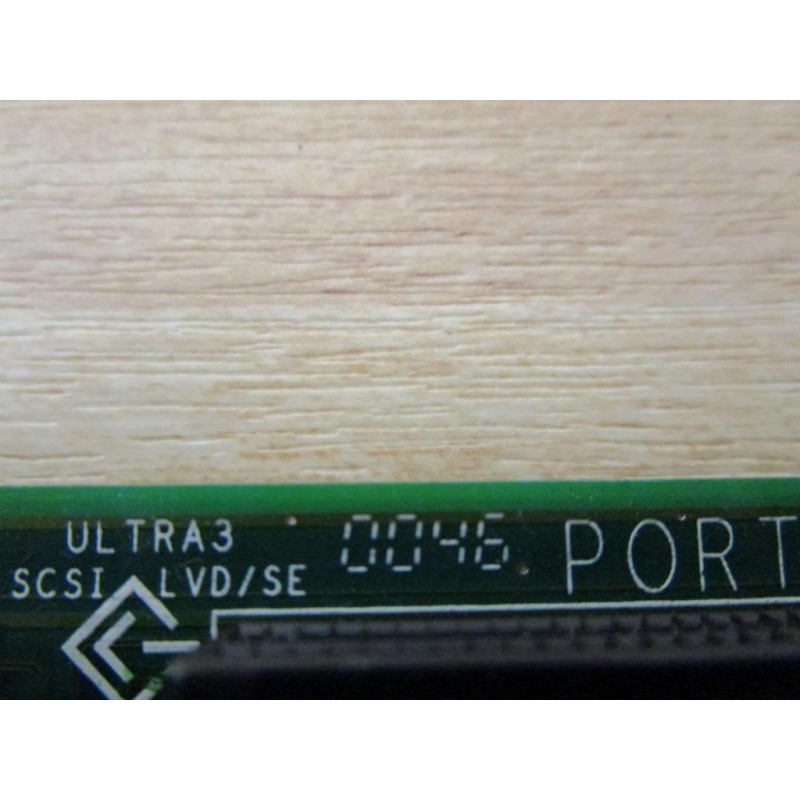 ULTRA3 0046 PORT
SCSI LVD/SE